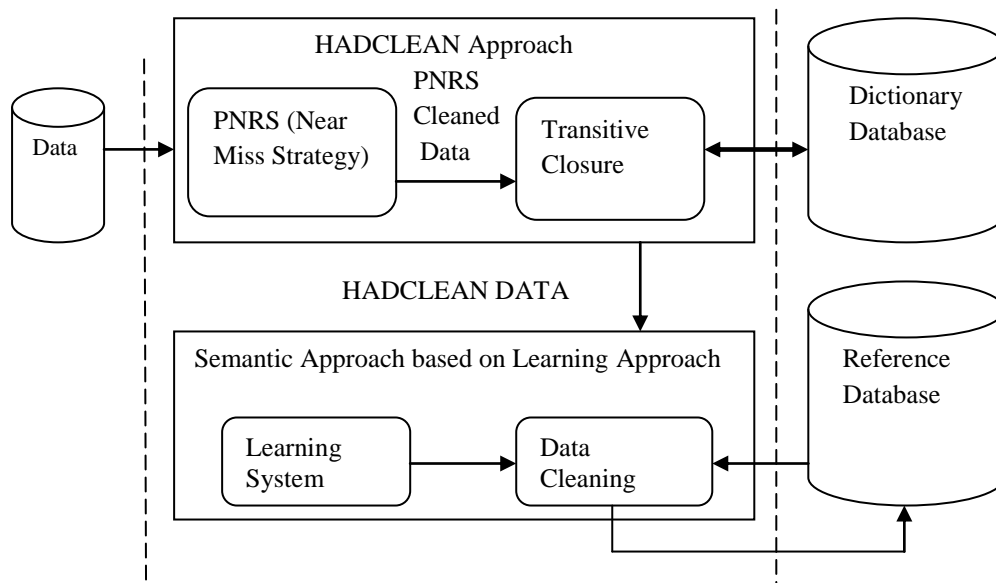 HADCLEAN Approach
Data
PNRS (Near
Miss Strategy)
PNRS
Cleaned
Data
Transitive
Closure
Dictionary
Database
HADCLEAN DATA
Semantic Approach based on Learning Approach
Learning
System
Data
Cleaning
Reference
Database